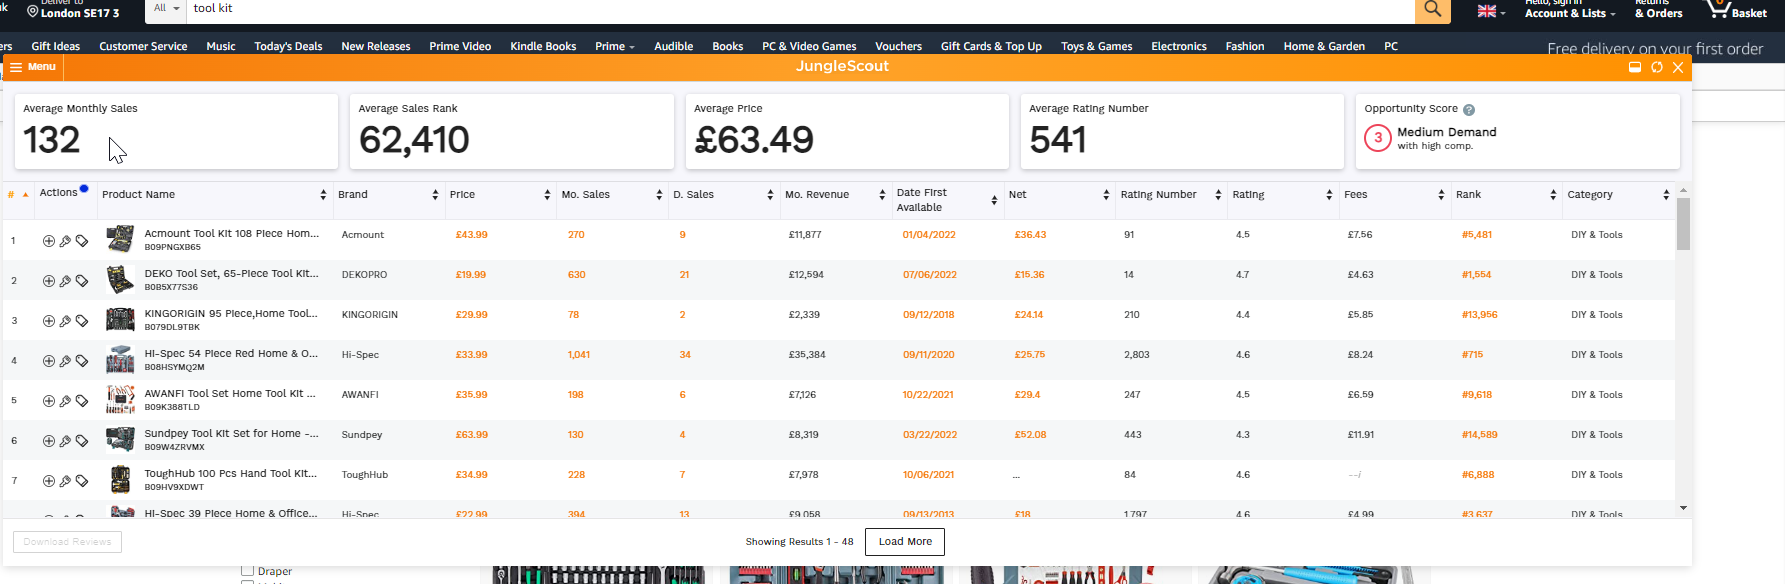 Deliver to
London SE17 3
All
tool kit
Hello, sign in
Account & Lists
Returns
& Orders
0
Basket
Gift Ideas Customer Service Music Today's Deals New Releases Prime Video Kindle Books Prime Audible Books PC & Video Games Vouchers Gift Cards & Top Up Toys & Games Electronics Fashion Home & Garden PC
Free delivery on your first order
Menu
JungleScout
Average Monthly Sales
132
Average Sales Rank
62,410
Average Price
£63.49
Average Rating Number
541
Opportunity Score ?
3
Medium Demand
with high comp.
# Actions Product Name Brand Price Mo. Sales D. Sales Mo. Revenue Date First Available Net Rating Number Rating Fees Rank Category
1 Acmount Tool Kit 108 Piece Hom... Acmount £43.99 270 9 £11,877 01/04/2022 £36.43 91 4.5 £7.56 #5,481 DIY & Tools
B09PNGXB65
2 DEKO Tool Set, 65-Piece Tool Kit... DEKOPRO £19.99 630 21 £12,594 07/06/2022 £15.36 14 4.7 £4.63 #1,554 DIY & Tools
B0B5X77S36
3 KINGORIGIN 95 Piece,Home Tool... KINGORIGIN £29.99 78 2 £2,339 09/12/2018 £24.14 210 4.4 £5.85 #13,956 DIY & Tools
B079DL9TBK
4 Hi-Spec 54 Piece Red Home & O... Hi-Spec £33.99 1,041 34 £35,384 09/11/2020 £25.75 2,803 4.6 £8.24 #715 DIY & Tools
B08HSYMQ2M
5 AWANFI Tool Set Home Tool Kit ... AWANFI £35.99 198 6 £7,126 10/22/2021 £29.4 247 4.5 £6.59 #9,618 DIY & Tools
B09K388TLD
6 Sundpey Tool Kit Set for Home -... Sundpey £63.99 130 4 £8,319 03/22/2022 £52.08 443 4.3 £11.91 #14,589 DIY & Tools
B09W4ZRVMX
7 ToughHub 100 Pcs Hand Tool Kit... ToughHub £34.99 228 7 £7,978 10/06/2021 ... 84 4.6 --i #6,888 DIY & Tools
B09HV9XDWT
Hi-Spec 39 Piece Home & Office... Hi-Spec £22.99 394 13 £9,058 09/13/2013 £18 1,797 4.6 £4.99 #3,637 DIY & Tools
Download Reviews
Showing Results 1 - 48
Load More
Draper